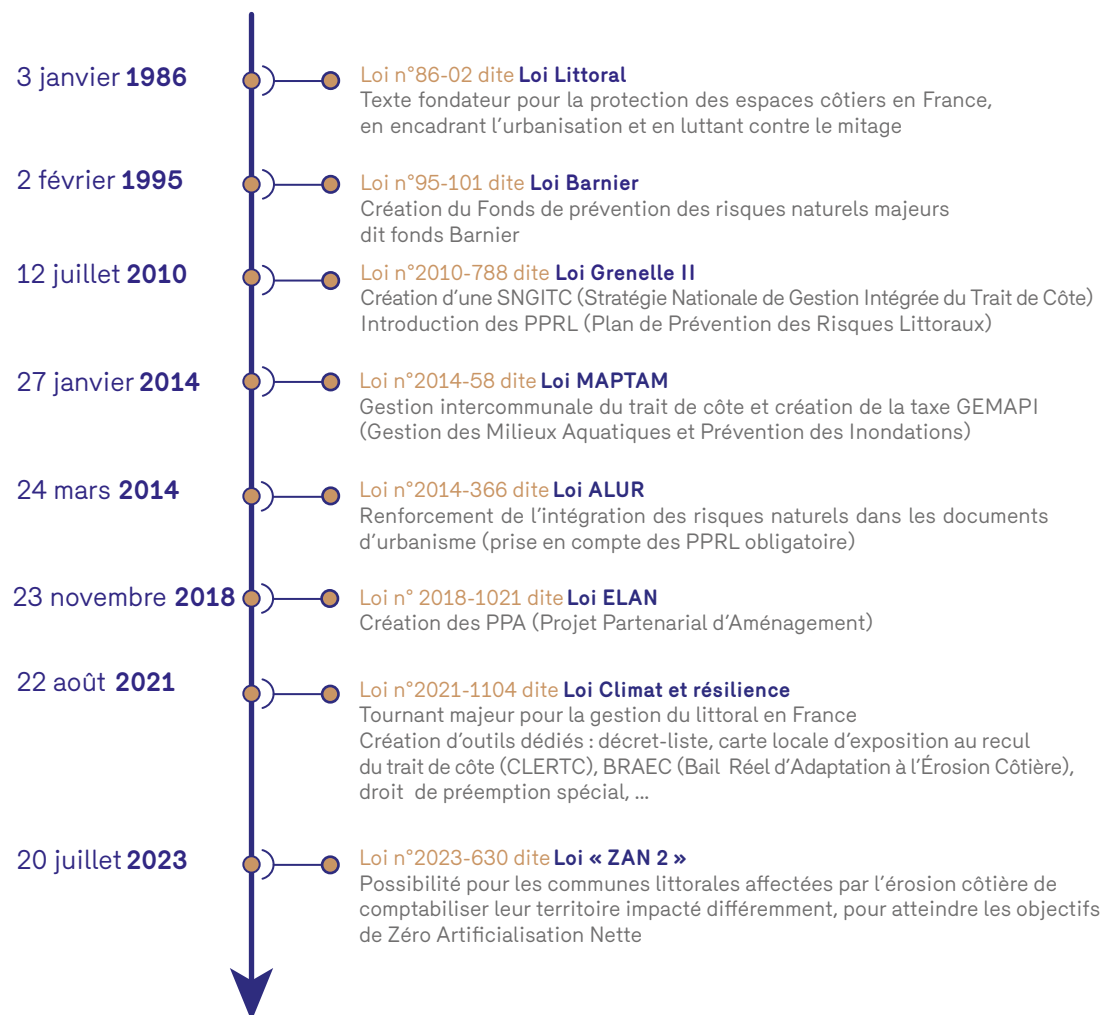 3 janvier 1986
Loi n°86-02 dite Loi Littoral
Texte fondateur pour la protection des espaces côtiers en France,
en encadrant l'urbanisation et en luttant contre le mitage
2 février 1995
Loi n°95-101 dite Loi Barnier
Création du Fonds de prévention des risques naturels majeurs
dit fonds Barnier
12 juillet 2010
Loi n°2010-788 dite Loi Grenelle II
Création d'une SNGITC (Stratégie Nationale de Gestion Intégrée du Trait de Côte)
Introduction des PPRL (Plan de Prévention des Risques Littoraux)
27 janvier 2014
Loi n°2014-58 dite Loi MAPTAM
Gestion intercommunale du trait de côte et création de la taxe GEMAPI
(Gestion des Milieux Aquatiques et Prévention des Inondations)
24 mars 2014
Loi n°2014-366 dite Loi ALUR
Renforcement de l'intégration des risques naturels dans les documents
d'urbanisme (prise en compte des PPRL obligatoire)
23 novembre 2018
Loi n° 2018-1021 dite Loi ELAN
Création des PPA (Projet Partenarial d'Aménagement)
22 août 2021
Loi n°2021-1104 dite Loi Climat et résilience
Tournant majeur pour la gestion du littoral en France
Création d'outils dédiés : décret-liste, carte locale d'exposition au recul
du trait de côte (CLERTC), BRAEC (Bail Réel d'Adaptation à l'Érosion Côtière),
droit de préemption spécial, ...
20 juillet 2023
Loi n°2023-630 dite Loi « ZAN 2 »
Possibilité pour les communes littorales affectées par l'érosion côtière de
comptabiliser leur territoire impacté différemment, pour atteindre les objectifs
de Zéro Artificialisation Nette